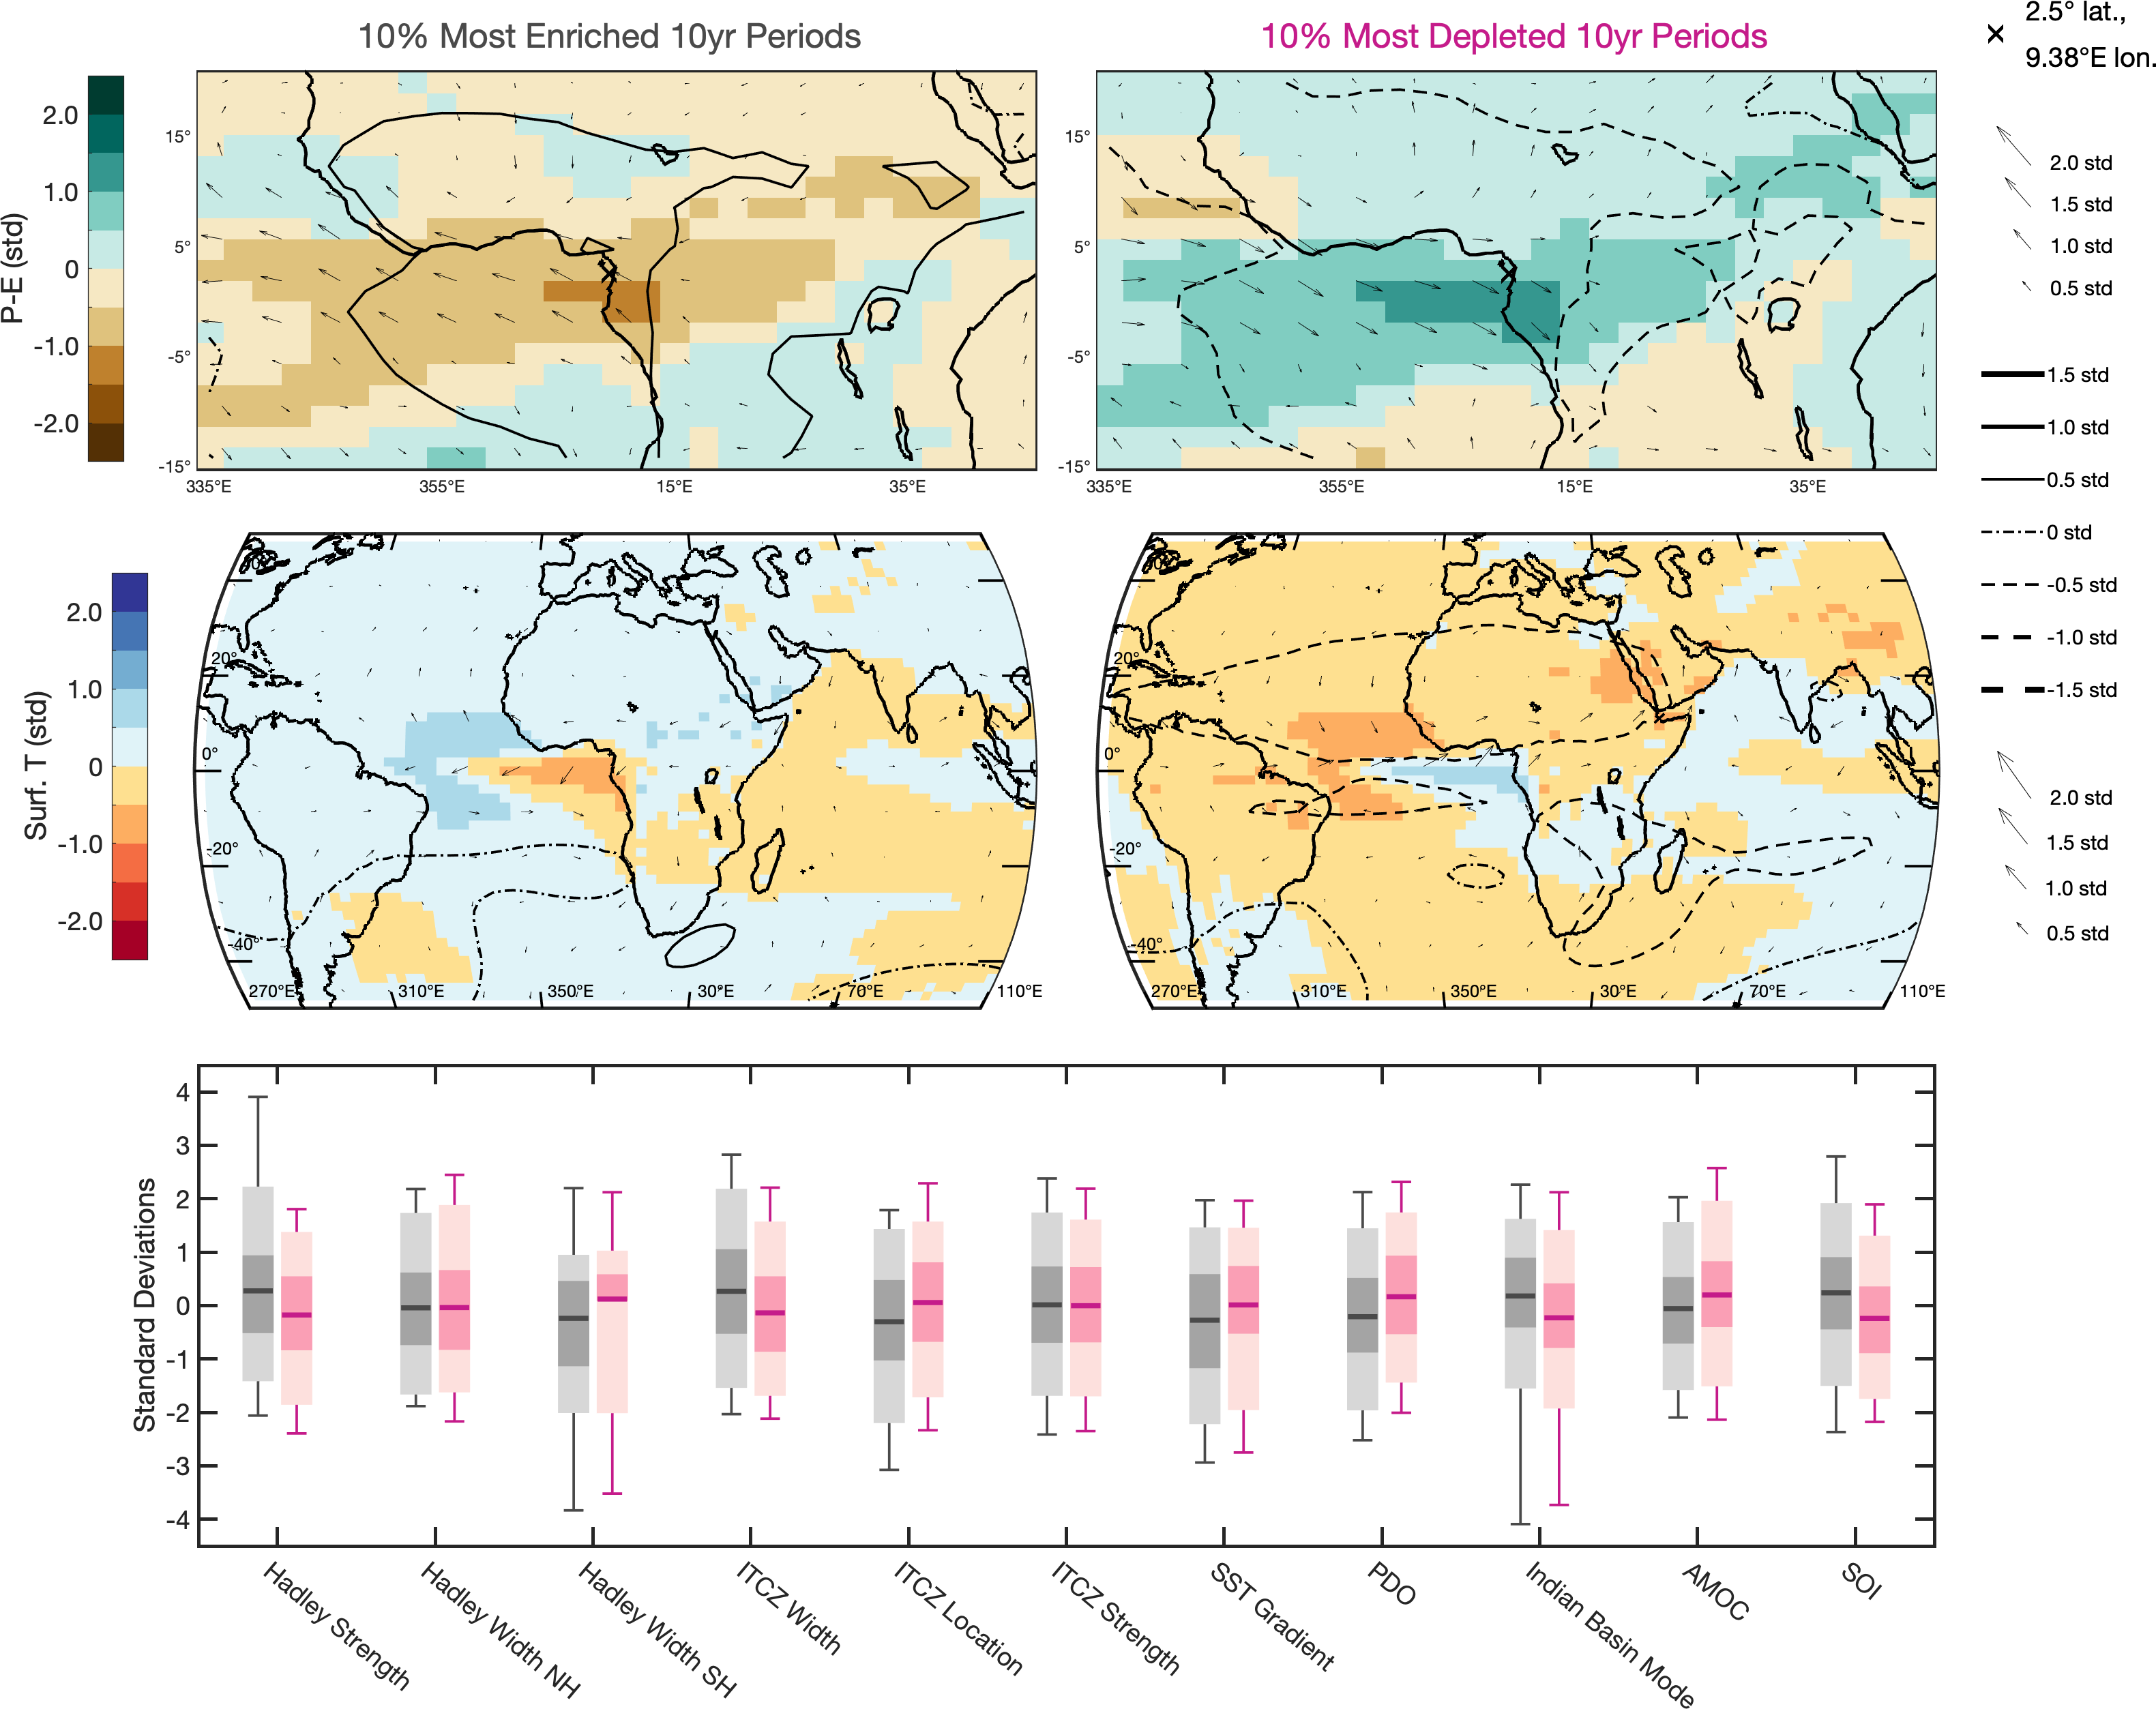 10% Most Enriched 10yr Periods
10% Most Depleted 10yr Periods
2.5° lat.,
9.38°E lon.
P-E (std)
2.0
1.0
0
-1.0
-2.0
15°
5°
-5°
-15°
335°E
355°E
15°E
35°E
15°
5°
-5°
-15°
335°E
355°E
15°E
35°E
2.0 std
1.5 std
1.0 std
0.5 std
1.5 std
1.0 std
0.5 std
0 std
-0.5 std
-1.0 std
-1.5 std
2.0 std
1.5 std
1.0 std
0.5 std
Surf. T (std)
2.0
1.0
0
-1.0
-2.0
20°
0°
-20°
-40°
270°E
310°E
350°E
30°E
70°E
110°E
20°
0°
-20°
-40°
270°E
310°E
350°E
30°E
70°E
110°E
Standard Deviations
4
3
2
1
0
-1
-2
-3
-4
Hadley Strength
Hadley Width NH
Hadley Width SH
ITCZ Width
ITCZ Location
ITCZ Strength
SST Gradient
PDO
Indian Basin Mode
AMOC
SOI